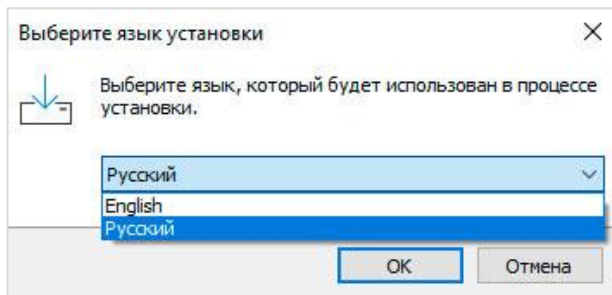 Выберите язык установки
Выберите язык, который будет использован в процессе
установки.
Русский
English
Русский
OK
Отмена